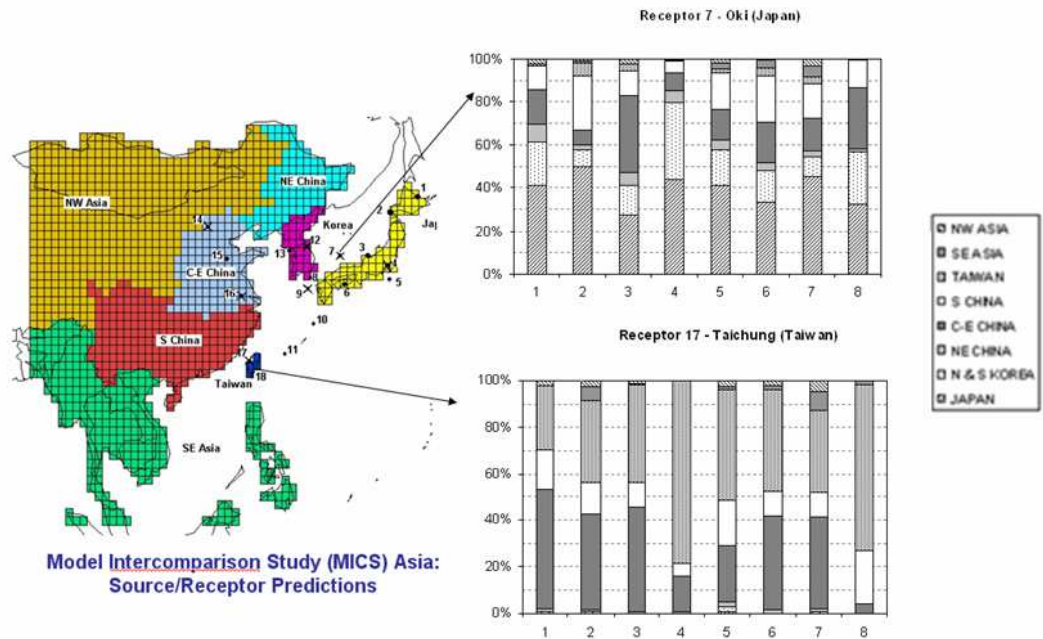 Receptor 7 - Oki (Japan)
100%
80%
60%
40%
20%
0%
1 2 3 4 5 6 7 8
NW Asia
NE China
Korea
Jap
C-E China
S China
Taiwan
SE Asia
1
2
3
4
5
6
7
8
9
10
11
12
13
14
15
16
17
18
Receptor 17 - Taichung (Taiwan)
100%
80%
60%
40%
20%
0%
1 2 3 4 5 6 7 8
NW ASIA
SE ASIA
TAIWAN
S CHINA
C-E CHINA
NE CHINA
N & S KOREA
JAPAN
Model Intercomparison Study (MICS) Asia:
Source/Receptor Predictions